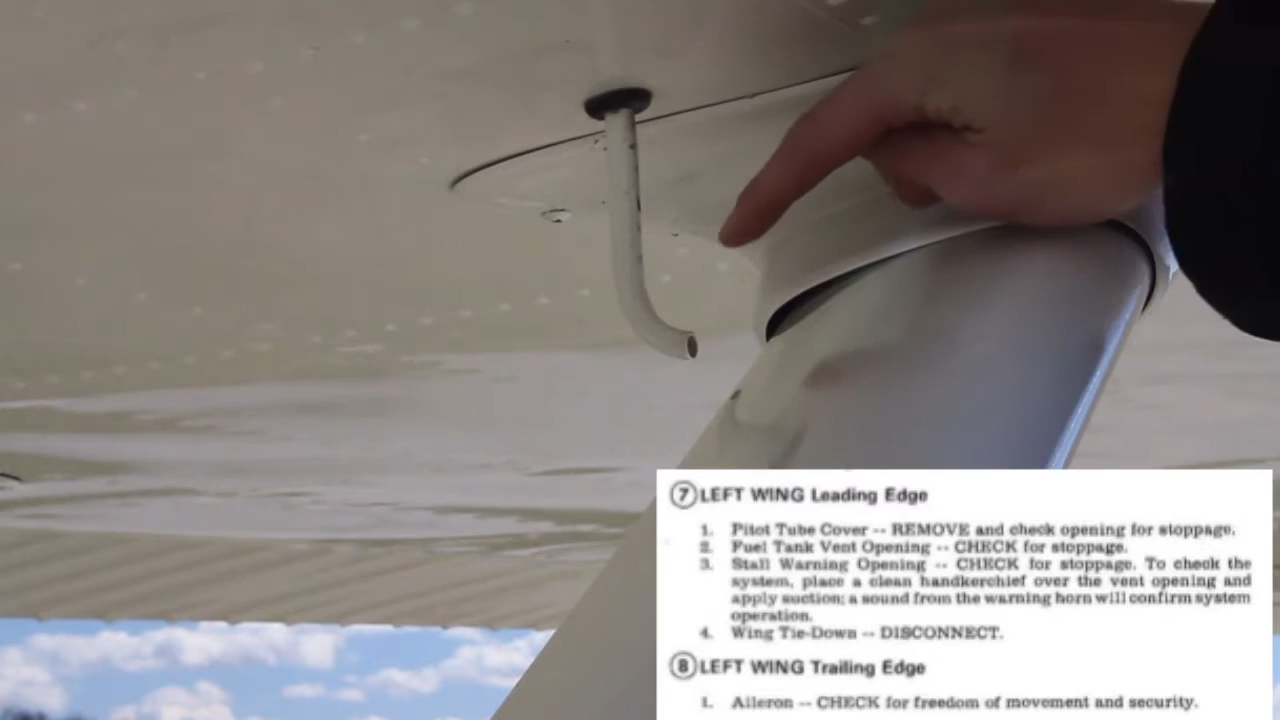 7 LEFT WING Leading Edge
1. Pitot Tube Cover -- REMOVE and check opening for stoppage.
2. Fuel Tank Vent Opening -- CHECK for stoppage.
3. Stall Warning Opening -- CHECK for stoppage. To check the
system, place a clean handkerchief over the vent opening and
apply suction; a sound from the warning horn will confirm system
operation.
4. Wing Tie-Down -- DISCONNECT.
8 LEFT WING Trailing Edge
1. Aileron -- CHECK for freedom of movement and security.